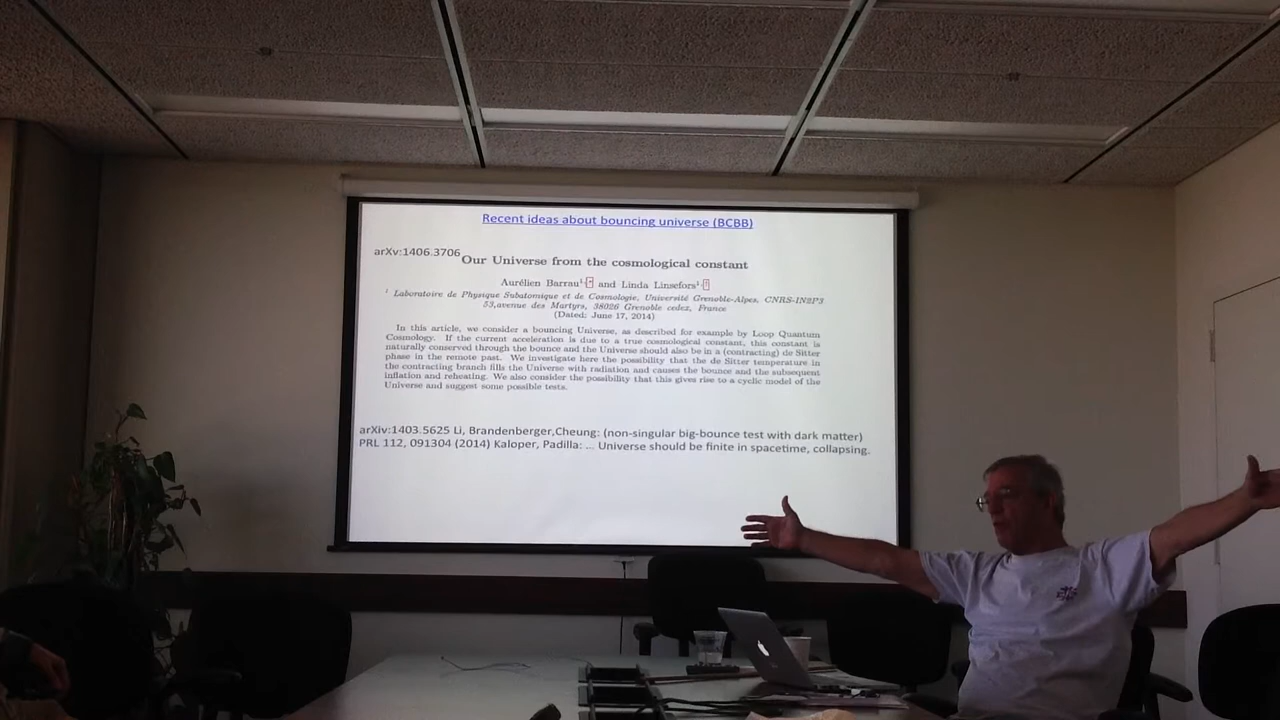 Recent ideas about bouncing universe (BCBB)
arXv:1406.3706
Our Universe from the cosmological constant
Aurélien Barrau¹,* and Linda Linsefors¹,†
¹ Laboratoire de Physique Subatomique et de Cosmologie, Université Grenoble-Alpes, CNRS-IN2P3
53,avenue des Martyrs, 38026 Grenoble cedex, France
(Dated: June 17, 2014)
In this article, we consider a bouncing Universe, as described for example by Loop Quantum
Cosmology. If the current acceleration is due to a true cosmological constant, this constant is
naturally conserved through the bounce and the Universe should also be in a (contracting) de Sitter
phase in the remote past. We investigate here the possibility that the de Sitter temperature in
the contracting branch fills the Universe with radiation and causes the bounce and the subsequent
inflation and reheating. We also consider the possibility that this gives rise to a cyclic model of the
Universe and suggest some possible tests.
arXiv:1403.5625 Li, Brandenberger,Cheung: (non-singular big-bounce test with dark matter)
PRL 112, 091304 (2014) Kaloper, Padilla: ... Universe should be finite in spacetime, collapsing.